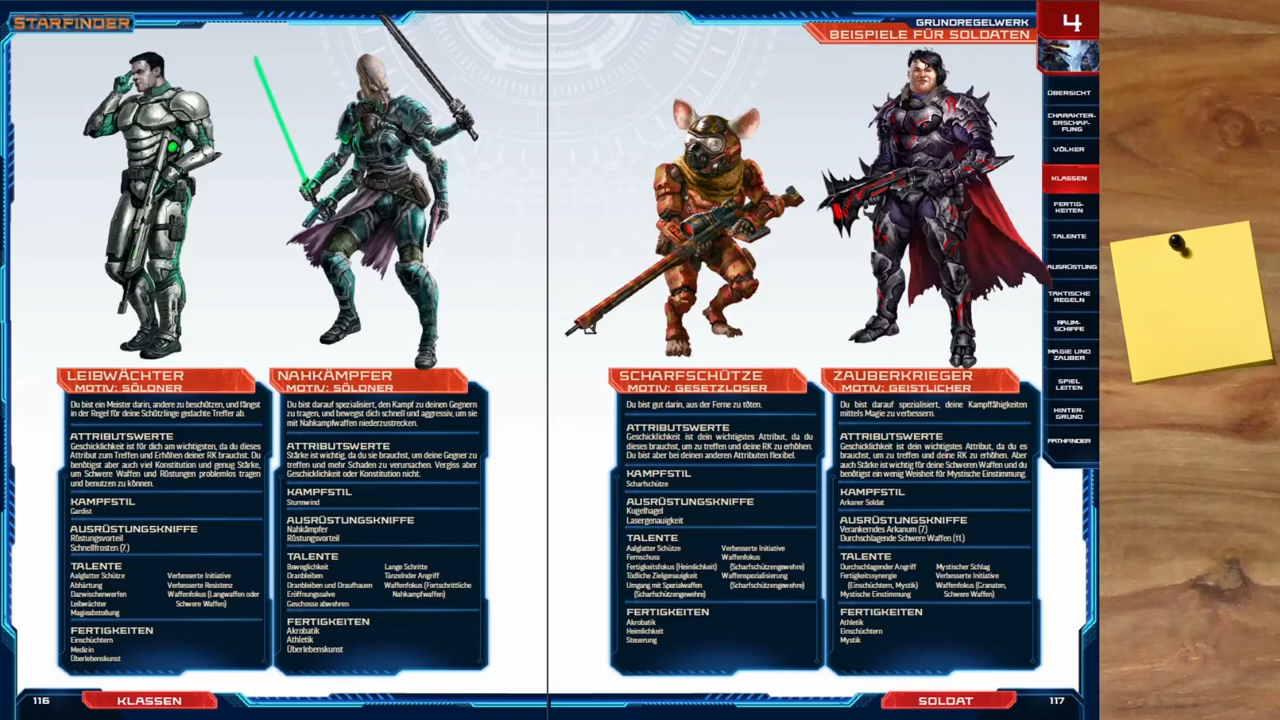 STARFINDER
GRUNDREGELWERK
BEISPIELE FÜR SOLDATEN
4
ÜBERSICHT
CHARAKTER-
ERSCHAF-
FUNG
VÖLKER
KLASSEN
FERTIG-
KEITEN
TALENTE
AUSRÜSTUNG
TAKTISCHE
REGELN
RAUM-
SCHIFFE
MAGIE UND
ZAUBER
SPIEL
LEITEN
HINTER-
GRUND
PATHFINDER
LEIBWÄCHTER
MOTIV: SÖLDNER
Du bist ein Meister darin, andere zu beschützen, und fängst
in der Regel für deine Schützlinge gedachte Treffer ab.
ATTRIBUTSWERTE
Geschicklichkeit ist für dich am wichtigsten, da du dieses
Attribut zum Treffen und Erhöhen deiner RK brauchst. Du
benötigst aber auch viel Konstitution und genug Stärke,
um Schwere Waffen und Rüstungen problemlos tragen
und benutzen zu können.
KAMPFSTIL
Gardist
AUSRÜSTUNGSKNIFFE
Rüstungsvorteil
Schnellfrosten (7.)
TALENTE
Aalglatter Schütze
Abhärtung
Dazwischenwerfen
Leibwächter
Magieabstoßung
Verbesserte Initiative
Verbesserte Resistenz
Waffenfokus (Langwaffen oder
Schwere Waffen)
FERTIGKEITEN
Einschüchtern
Medizin
Überlebenskunst
NAHKÄMPFER
MOTIV: SÖLDNER
Du bist darauf spezialisiert, den Kampf zu deinen Gegnern
zu tragen, und bewegst dich schnell und aggressiv, um sie
mit Nahkampfwaffen niederzustrecken.
ATTRIBUTSWERTE
Stärke ist wichtig, da du sie brauchst, um deine Gegner zu
treffen und mehr Schaden zu verursachen. Vergiss aber
Geschicklichkeit oder Konstitution nicht.
KAMPFSTIL
Sturmwind
AUSRÜSTUNGSKNIFFE
Nahkämpfer
Rüstungsvorteil
TALENTE
Beweglichkeit
Dranbleiben
Dranbleiben und Draufhauen
Eröffnungssalve
Geschosse abwehren
Lange Schritte
Tänzelnder Angriff
Waffenfokus (Fortschrittliche
Nahkampfwaffen)
FERTIGKEITEN
Akrobatik
Athletik
Überlebenskunst
SCHARFSCHÜTZE
MOTIV: GESETZLOSER
Du bist gut darin, aus der Ferne zu töten.
ATTRIBUTSWERTE
Geschicklichkeit ist dein wichtigstes Attribut, da du
dieses brauchst, um zu treffen und deine RK zu erhöhen.
Du bist aber bei deinen anderen Attributen flexibel.
KAMPFSTIL
Scharfschütze
AUSRÜSTUNGSKNIFFE
Kugelhagel
Lasergenauigkeit
TALENTE
Aalglatter Schütze
Fernschuss
Fertigkeitsfokus (Heimlichkeit)
Tödliche Zielgenauigkeit
Umgang mit Spezialwaffen
(Scharfschützengewehre)
Verbesserte Initiative
Waffenfokus
(Scharfschützengewehre)
Waffenspezialisierung
(Scharfschützengewehre)
FERTIGKEITEN
Akrobatik
Heimlichkeit
Steuerung
ZAUBERKRIEGER
MOTIV: GEISTLICHER
Du bist darauf spezialisiert, deine Kampffähigkeiten
mittels Magie zu verbessern.
ATTRIBUTSWERTE
Geschicklichkeit ist dein wichtigstes Attribut, da du es
brauchst, um zu treffen und deine RK zu erhöhen. Aber
auch Stärke ist wichtig für deine Schweren Waffen und du
benötigst ein wenig Weisheit für Mystische Einstimmung.
KAMPFSTIL
Arkaner Soldat
AUSRÜSTUNGSKNIFFE
Verankerndes Arkanum (7.)
Durchschlagende Schwere Waffen (11.)
TALENTE
Durchschlagender Angriff
Fertigkeitssynergie
(Einschüchtern, Mystik)
Mystische Einstimmung
Mystischer Schlag
Verbesserte Initiative
Waffenfokus (Granaten,
Schwere Waffen)
FERTIGKEITEN
Athletik
Einschüchtern
Mystik
116
KLASSEN
SOLDAT
117